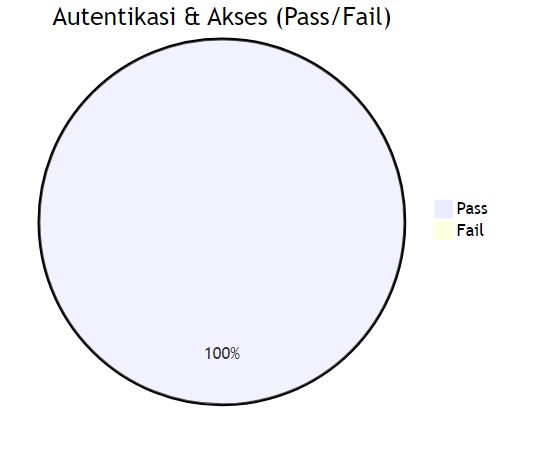 Autentikasi & Akses (Pass/Fail)
Pass
Fail
100%